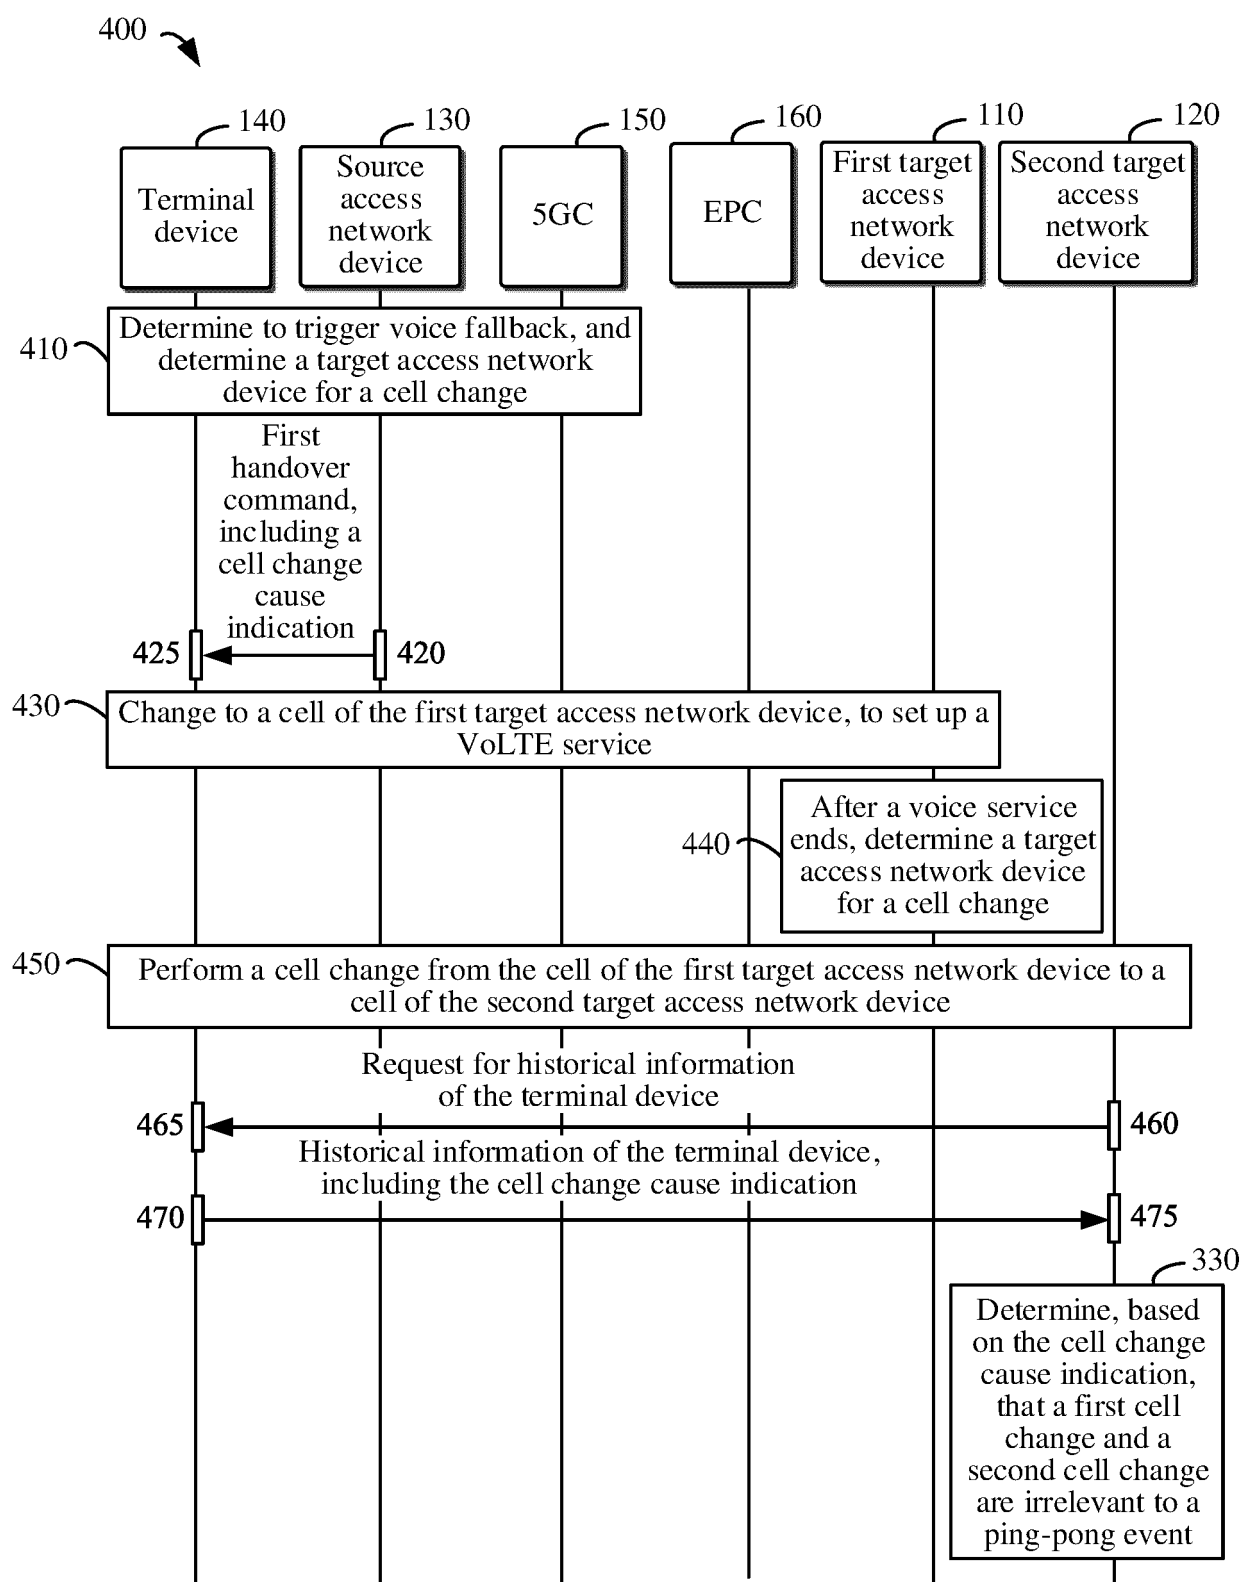 400
140
130
150
160
110
120
Terminal
device
Source
access
network
device
5GC
EPC
First target
access
network
device
Second target
access
network
device
410
Determine to trigger voice fallback, and
determine a target access network
device for a cell change
First
handover
command,
including a
cell change
cause
indication
425
420
430
Change to a cell of the first target access network device, to set up a
VoLTE service
440
After a voice service
ends, determine a target
access network device
for a cell change
450
Perform a cell change from the cell of the first target access network device to a
cell of the second target access network device
Request for historical information
of the terminal device
465
460
Historical information of the terminal device,
including the cell change cause indication
470
475
330
Determine, based
on the cell change
cause indication,
that a first cell
change and a
second cell change
are irrelevant to a
ping-pong event